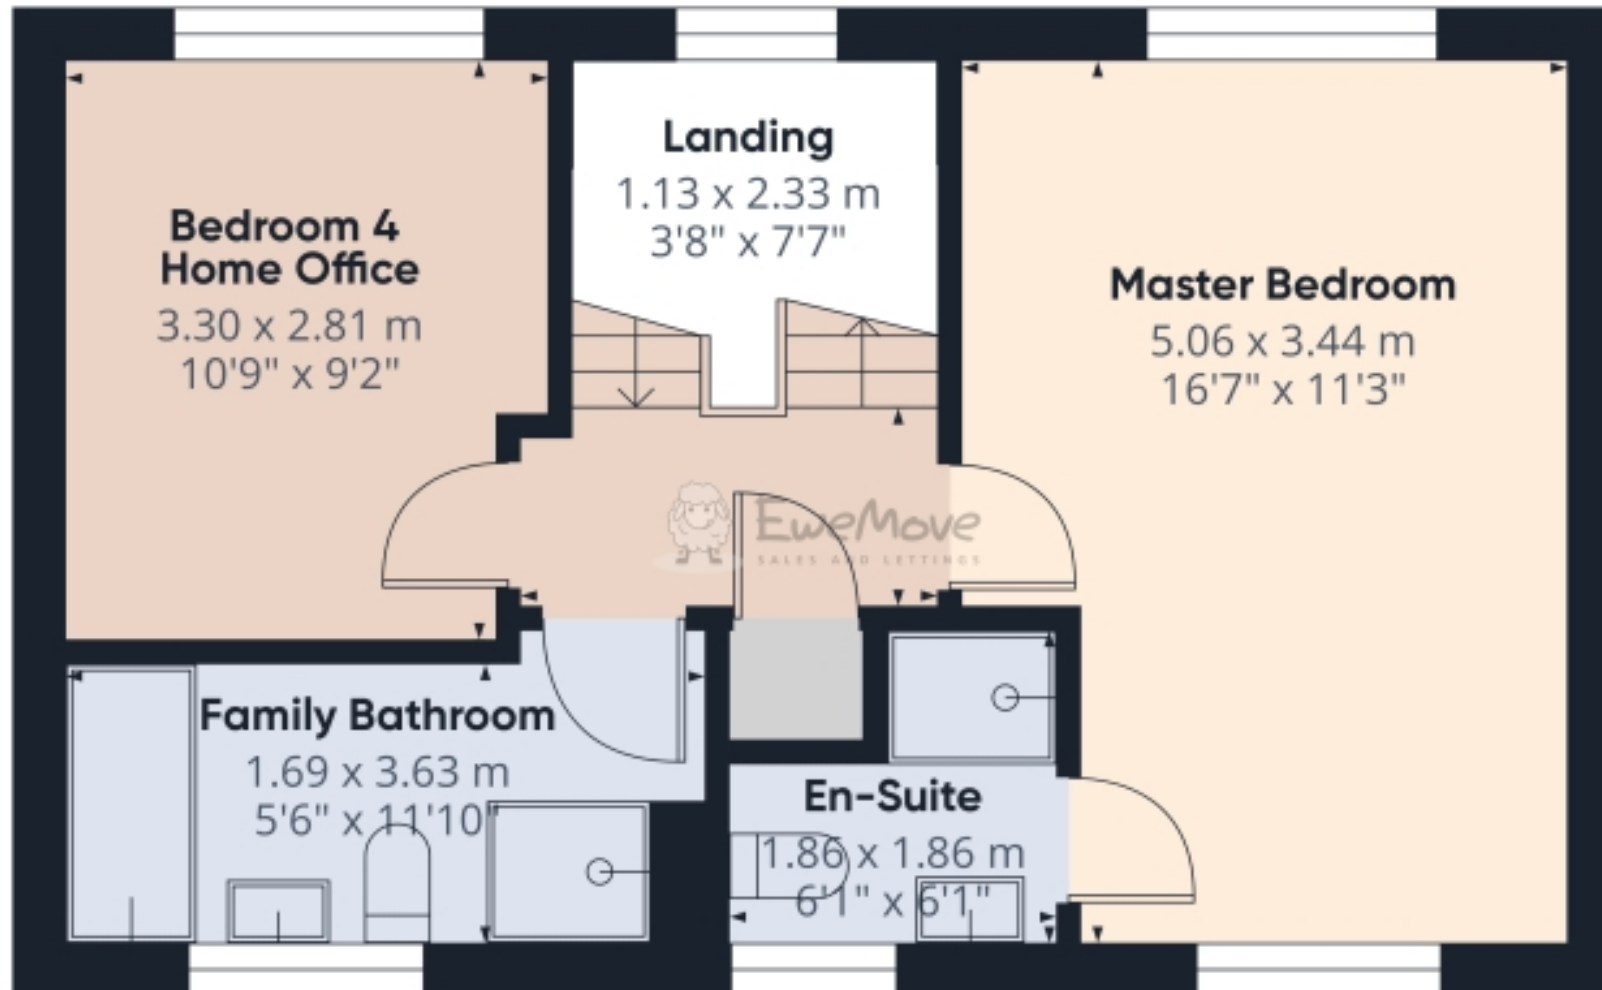 Landing
1.13 x 2.33 m
3'8" x 7'7"
Bedroom 4
Home Office
3.30 x 2.81 m
10'9" x 9'2"
Master Bedroom
5.06 x 3.44 m
16'7" x 11'3"
EweMove
SALES AND LETTINGS
Family Bathroom
1.69 x 3.63 m
5'6" x 11'10"
En-Suite
1.86 x 1.86 m
6'1" x 6'1"